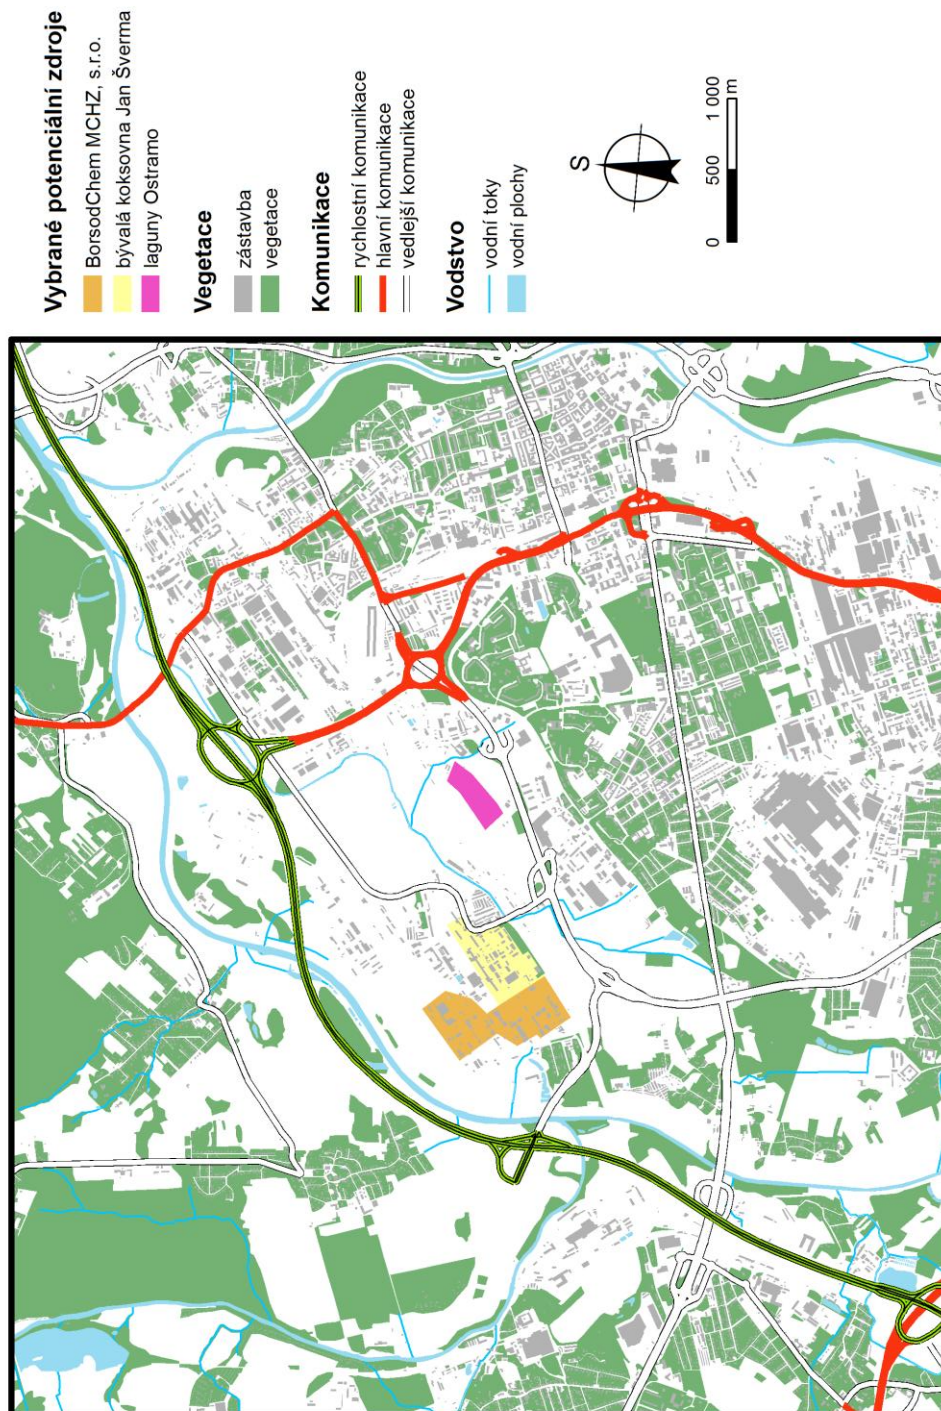 Vybrané potenciální zdroje
BorsodChem MCHZ, s.r.o.
bývalá koksovna Jan Šverma
laguny Ostramo
Vegetace
zástavba
vegetace
Komunikace
rychlostní komunikace
hlavní komunikace
vedlejší komunikace
Vodstvo
vodní toky
vodní plochy
S
0 500 1 000
m